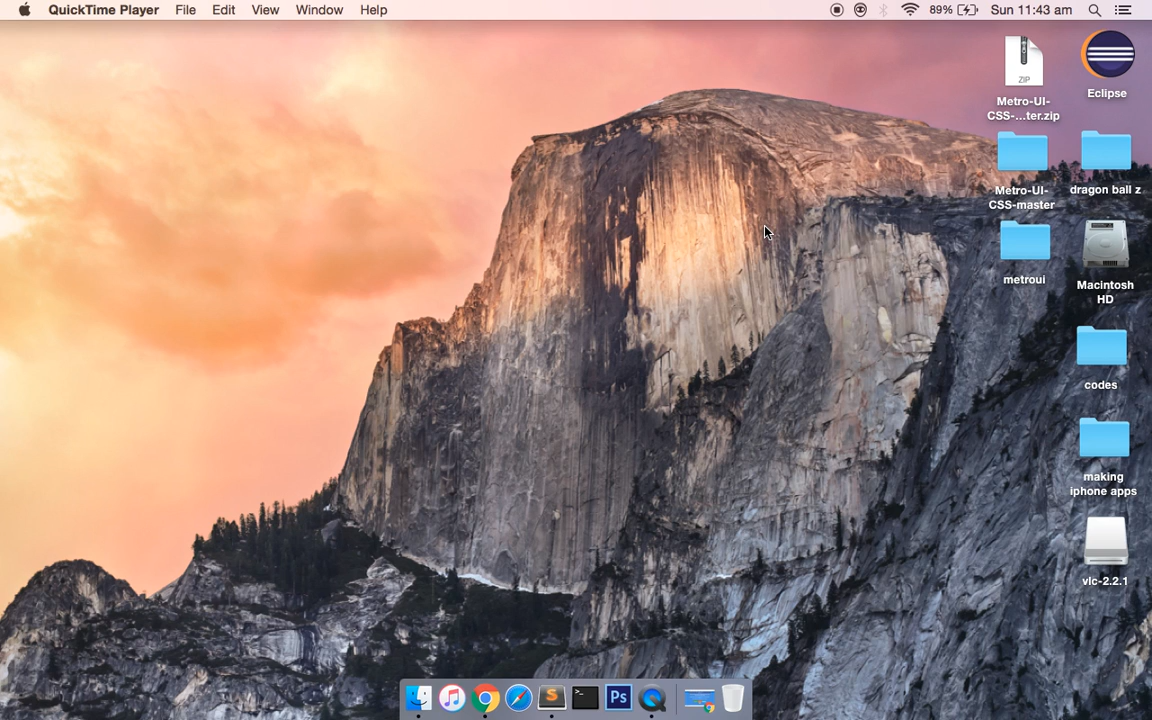 QuickTime Player File Edit View Window Help 89% Sun 11:43 am
ZIP
Metro-UI-
CSS-...ter.zip
Eclipse
Metro-UI-
CSS-master
dragon ball z
metroui
Macintosh
HD
codes
making
iphone apps
vlc-2.2.1
S
>_
Ps